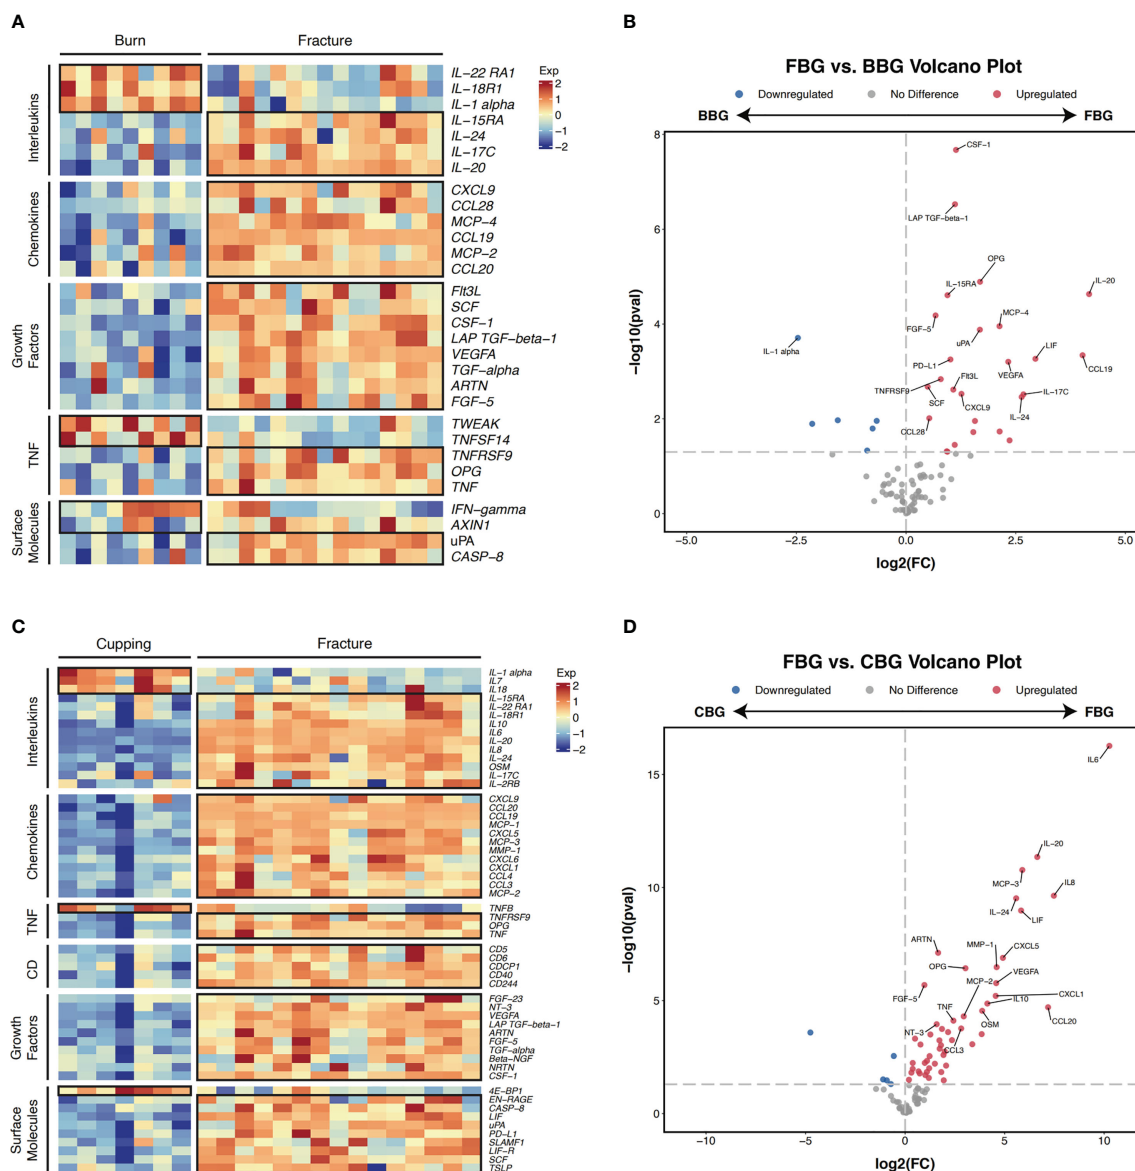 A
Burn Fracture
Interleukins
IL-22 RA1
IL-18R1
IL-1 alpha
IL-15RA
IL-24
IL-17C
IL-20
Chemokines
CXCL9
CCL28
MCP-4
CCL19
MCP-2
CCL20
Growth
Factors
Flt3L
SCF
CSF-1
LAP TGF-beta-1
VEGFA
TGF-alpha
ARTN
FGF-5
TNF
TWEAK
TNFSF14
TNFRSF9
OPG
TNF
Surface
Molecules
IFN-gamma
AXIN1
uPA
CASP-8
Exp
2
1
0
-1
-2
B
FBG vs. BBG Volcano Plot
Downregulated No Difference Upregulated
BBG FBG
CSF-1
LAP TGF-beta-1
OPG
IL-15RA
IL-20
FGF-5
MCP-4
uPA
IL-1 alpha
PD-L1
LIF
VEGFA
CCL19
TNFRSF9
Flt3L
SCF
CXCL9
IL-17C
IL-24
CCL28
8
6
4
2
0
−log10(pval)
-5.0 -2.5 0.0 2.5 5.0
log2(FC)
C
Cupping Fracture
Interleukins
IL-1 alpha
IL7
IL18
IL-15RA
IL-22 RA1
IL-18R1
IL10
IL6
IL-20
IL8
IL-24
OSM
IL-17C
IL-2RB
Chemokines
CXCL9
CCL20
CCL19
MCP-1
CXCL5
MCP-3
MMP-1
CXCL6
CXCL1
CCL4
CCL3
MCP-2
TNF
TNFB
TNFRSF9
OPG
TNF
CD
CD5
CD6
CDCP1
CD40
CD244
Growth
Factors
FGF-23
NT-3
VEGFA
LAP TGF-beta-1
ARTN
FGF-5
TGF-alpha
Beta-NGF
NRTN
CSF-1
Surface
Molecules
4E-BP1
EN-RAGE
CASP-8
LIF
uPA
PD-L1
SLAMF1
LIF-R
SCF
TSLP
Exp
2
1
0
−1
−2
D
FBG vs. CBG Volcano Plot
Downregulated No Difference Upregulated
CBG FBG
IL6
IL-20
MCP-3
IL8
IL-24
LIF
ARTN
MMP-1
CXCL5
OPG
MCP-2
VEGFA
FGF-5
CXCL1
TNF
IL10
CCL20
OSM
NT-3
CCL3
15
10
5
0
−log10(pval)
−10 −5 0 5 10
log2(FC)